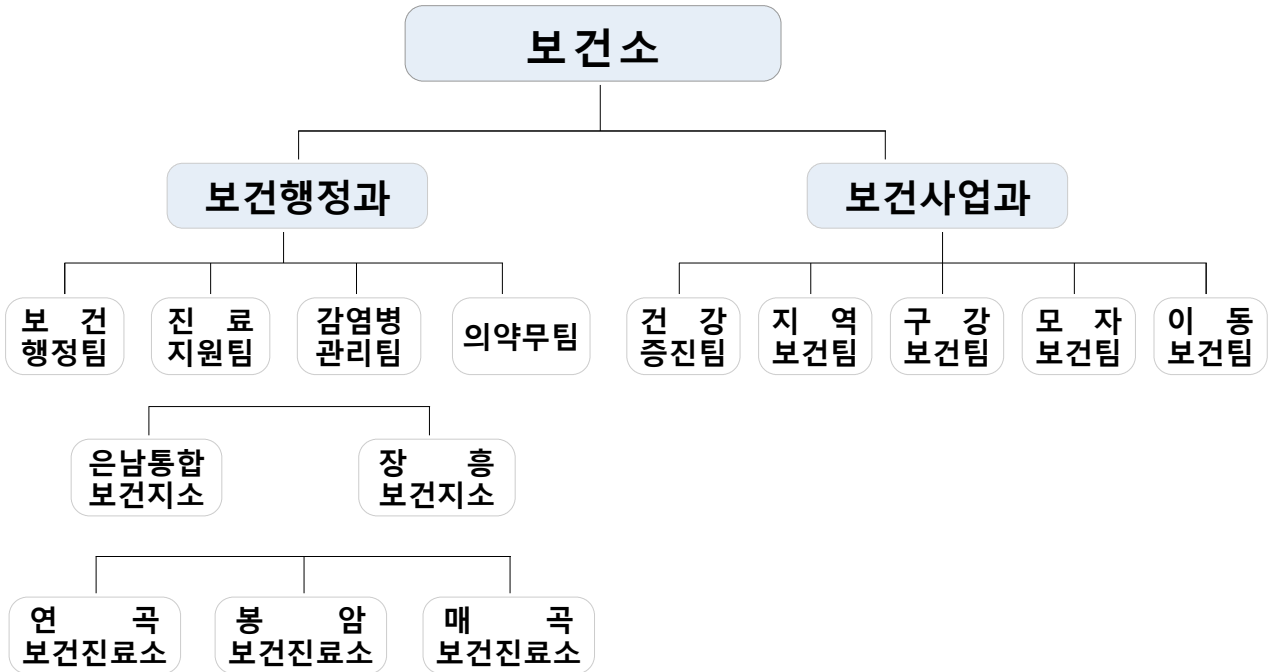 보건소
보건행정과
보건사업과
보 건
행정팀
진 료
지원팀
감염병
관리팀
의약무팀
건 강
증진팀
지 역
보건팀
구 강
보건팀
모 자
보건팀
이 동
보건팀
은남통합
보건지소
장 흥
보건지소
연 곡
보건진료소
봉 암
보건진료소
매 곡
보건진료소